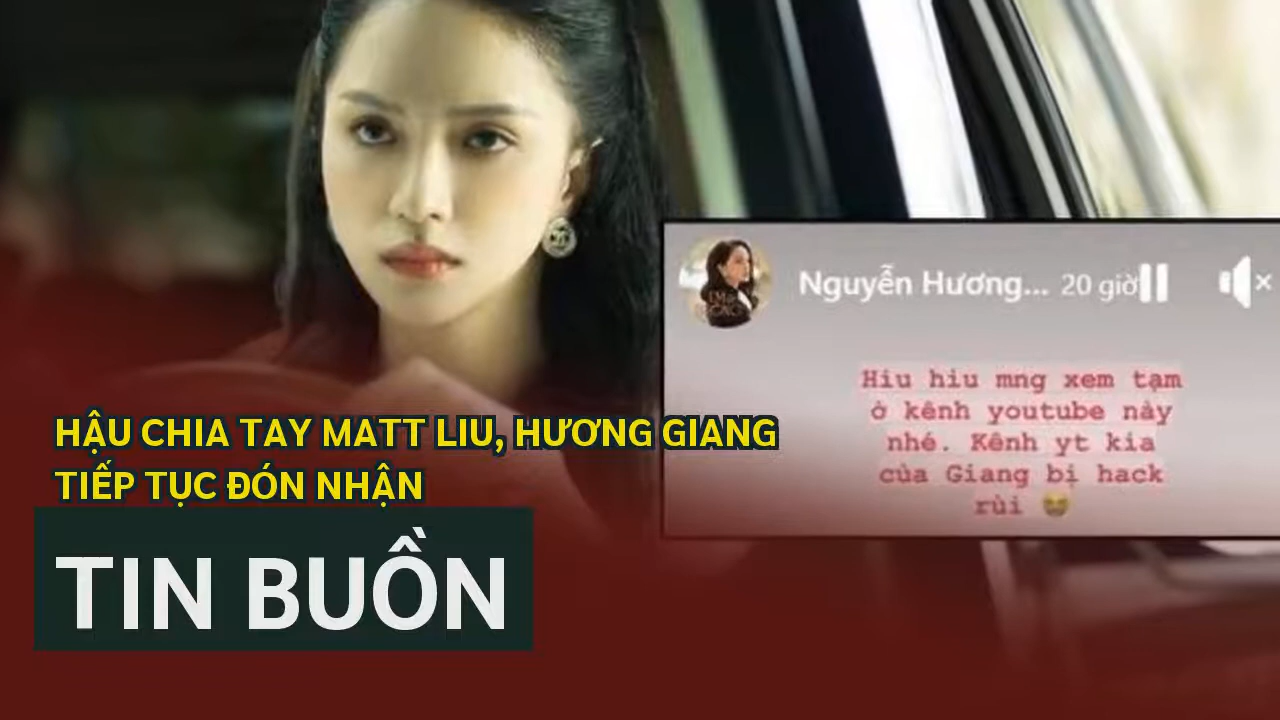 Nguyễn Hương... 20 giờ
Hiu hiu mng xem tạm
ở kênh youtube này
nhé. Kênh yt kia
của Giang bị hack
rùi 😭
HẬU CHIA TAY MATT LIU, HƯƠNG GIANG
TIẾP TỤC ĐÓN NHẬN
TIN BUỒN